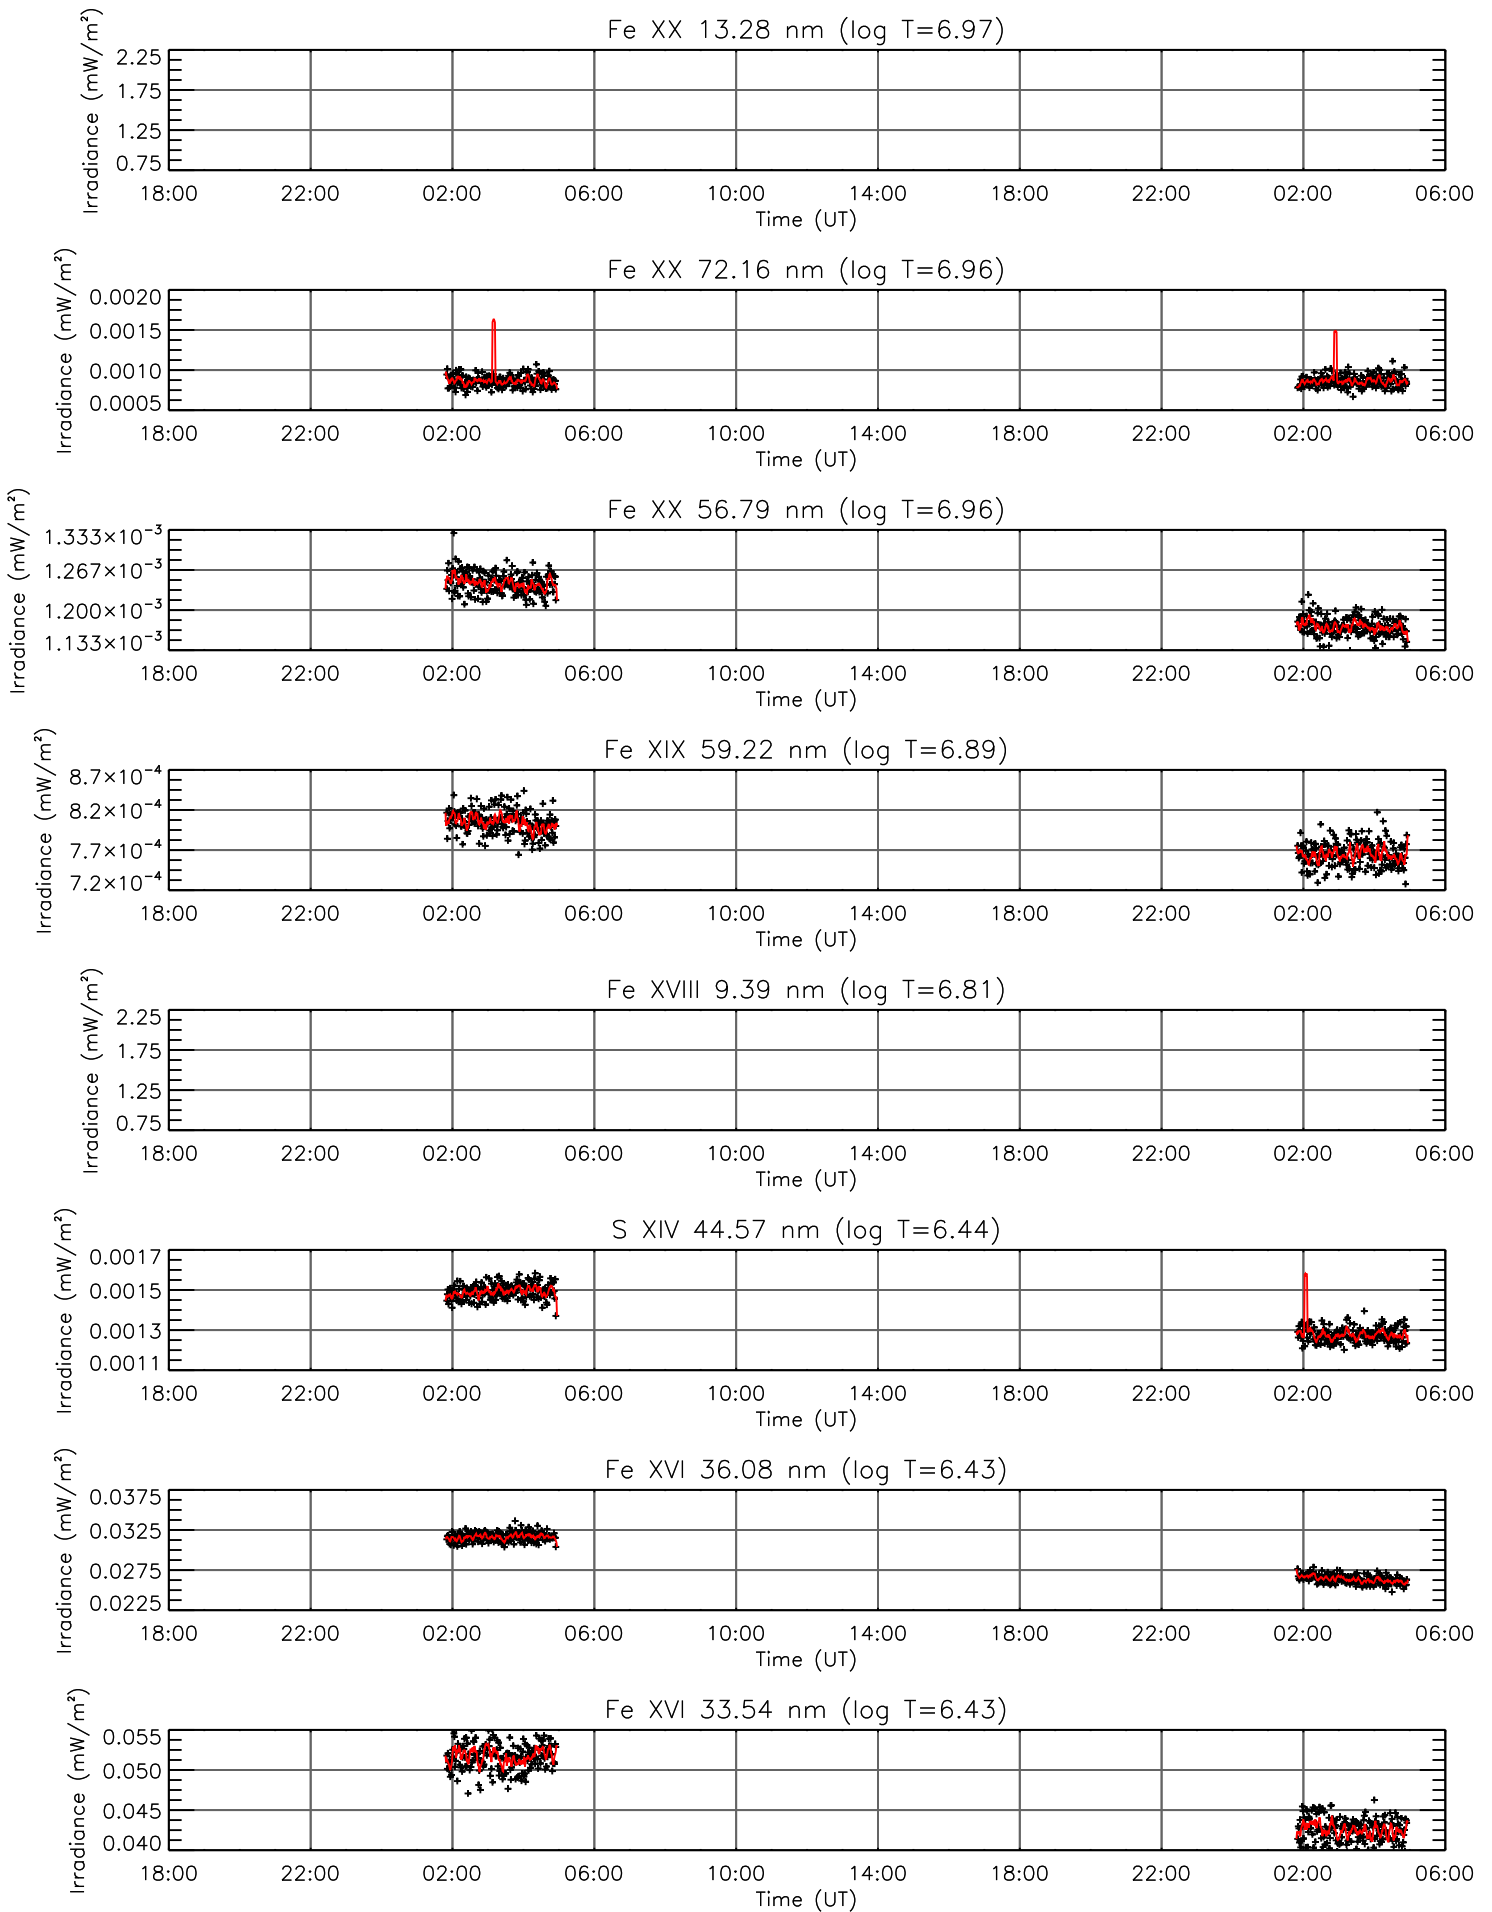 Fe XX 13.28 nm (log T=6.97)
Irradiance (mW/m²)
2.25
1.75
1.25
0.75
18:00 22:00 02:00 06:00 10:00 14:00 18:00 22:00 02:00 06:00
Time (UT)
Fe XX 72.16 nm (log T=6.96)
Irradiance (mW/m²)
0.0020
0.0015
0.0010
0.0005
18:00 22:00 02:00 06:00 10:00 14:00 18:00 22:00 02:00 06:00
Time (UT)
Fe XX 56.79 nm (log T=6.96)
Irradiance (mW/m²)
1.333×10⁻³
1.267×10⁻³
1.200×10⁻³
1.133×10⁻³
18:00 22:00 02:00 06:00 10:00 14:00 18:00 22:00 02:00 06:00
Time (UT)
Fe XIX 59.22 nm (log T=6.89)
Irradiance (mW/m²)
8.7×10⁻⁴
8.2×10⁻⁴
7.7×10⁻⁴
7.2×10⁻⁴
18:00 22:00 02:00 06:00 10:00 14:00 18:00 22:00 02:00 06:00
Time (UT)
Fe XVIII 9.39 nm (log T=6.81)
Irradiance (mW/m²)
2.25
1.75
1.25
0.75
18:00 22:00 02:00 06:00 10:00 14:00 18:00 22:00 02:00 06:00
Time (UT)
S XIV 44.57 nm (log T=6.44)
Irradiance (mW/m²)
0.0017
0.0015
0.0013
0.0011
18:00 22:00 02:00 06:00 10:00 14:00 18:00 22:00 02:00 06:00
Time (UT)
Fe XVI 36.08 nm (log T=6.43)
Irradiance (mW/m²)
0.0375
0.0325
0.0275
0.0225
18:00 22:00 02:00 06:00 10:00 14:00 18:00 22:00 02:00 06:00
Time (UT)
Fe XVI 33.54 nm (log T=6.43)
Irradiance (mW/m²)
0.055
0.050
0.045
0.040
18:00 22:00 02:00 06:00 10:00 14:00 18:00 22:00 02:00 06:00
Time (UT)